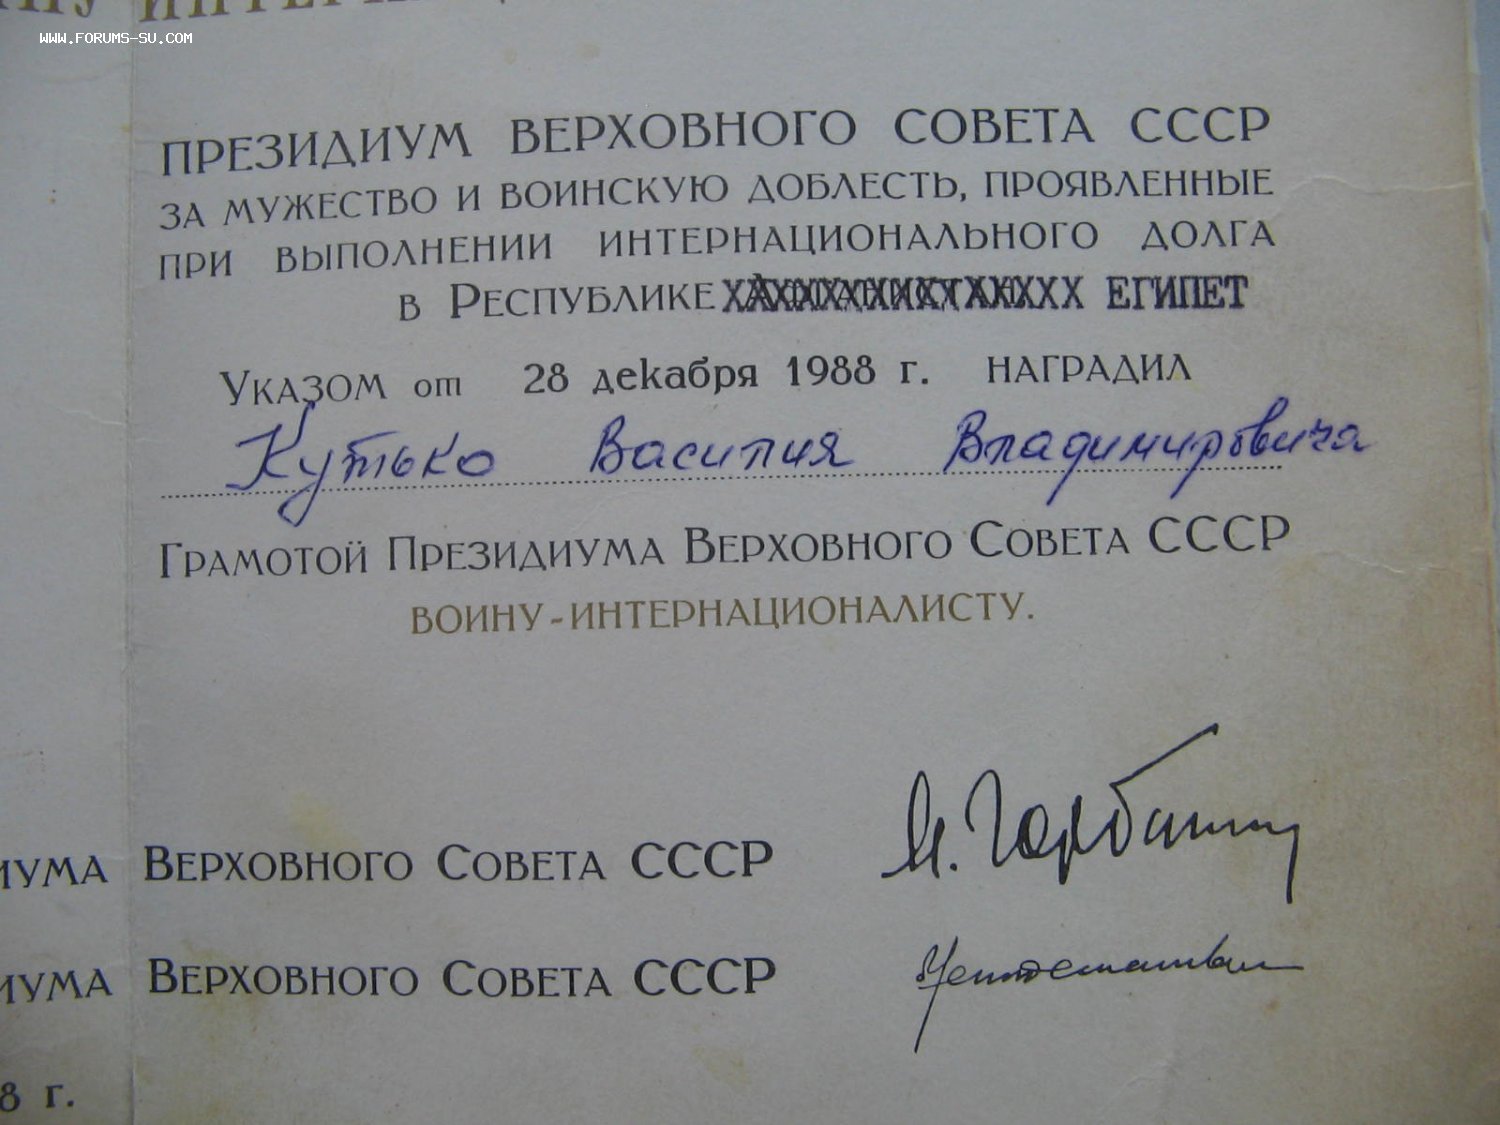 WWW.FORUMS-SU.COM
ПРЕЗИДИУМ ВЕРХОВНОГО СОВЕТА СССР
ЗА МУЖЕСТВО И ВОИНСКУЮ ДОБЛЕСТЬ, ПРОЯВЛЕННЫЕ
ПРИ ВЫПОЛНЕНИИ ИНТЕРНАЦИОНАЛЬНОГО ДОЛГА
В РЕСПУБЛИКЕ ЕГИПЕТ
УКАЗОМ ОТ 28 декабря 1988 г. НАГРАДИЛ
Кутько Василия Владимировича
ГРАМОТОЙ ПРЕЗИДИУМА ВЕРХОВНОГО СОВЕТА СССР
ВОИНУ-ИНТЕРНАЦИОНАЛИСТУ.
ИУМА ВЕРХОВНОГО СОВЕТА СССР М. Горбачев
ИУМА ВЕРХОВНОГО СОВЕТА СССР
8 г.